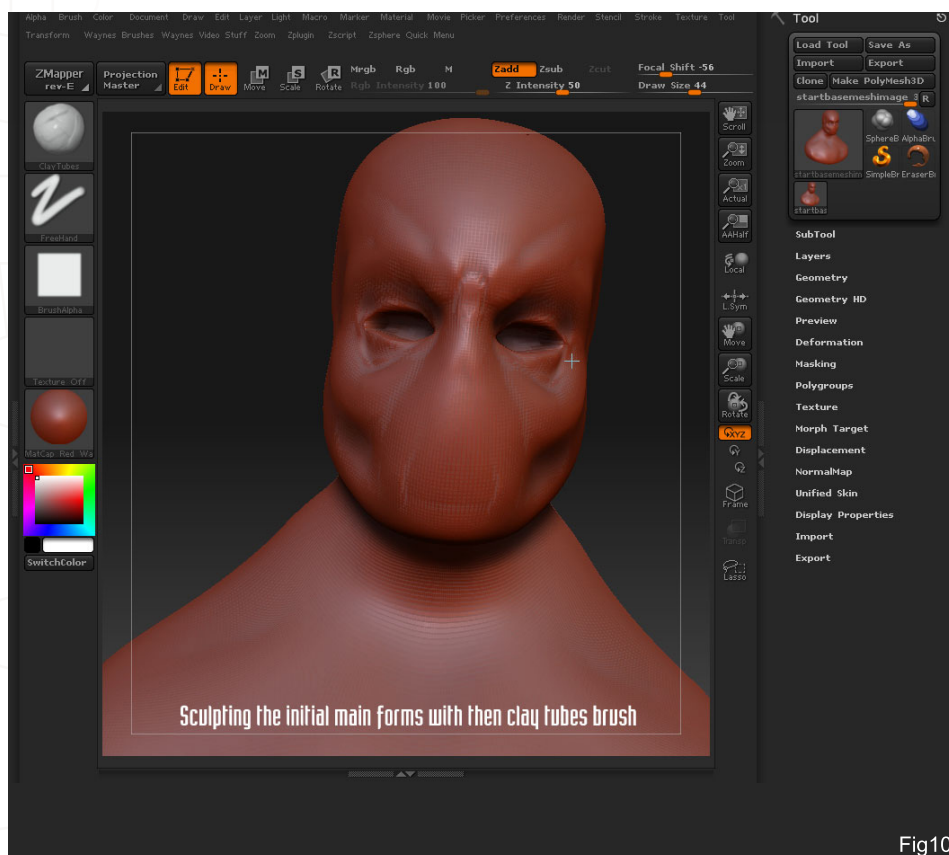 Alpha Brush Color Document Draw Edit Layer Light Macro Marker Material Movie Picker Preferences Render Stencil Stroke Texture Tool
Transform Waynes Brushes Waynes Video Stuff Zoom Zplugin Zscript Zsphere Quick Menu
ZMapper
rev-E
Projection
Master
Edit
Draw
Move
Scale
Rotate
Mrgb Rgb M
Rgb Intensity 100
Zadd Zsub Zcut
Z Intensity 50
Focal Shift -56
Draw Size 44
ClayTubes
FreeHand
BrushAlpha
Texture Off
MatCap Red Wa
SwitchColor
Scroll
Zoom
Actual
AAHalf
Local
L.Sym
Move
Scale
Rotate
XYZ
Y
Z
Frame
Transp
Lasso
Sculpting the initial main forms with then clay tubes brush
Tool
Load Tool Save As
Import Export
Clone Make PolyMesh3D
startbasemeshimage 3 R
startbasemeshim SphereB AlphaBru
SimpleBr EraserBr
startbas
SubTool
Layers
Geometry
Geometry HD
Preview
Deformation
Masking
Polygroups
Texture
Morph Target
Displacement
NormalMap
Unified Skin
Display Properties
Import
Export
Fig10